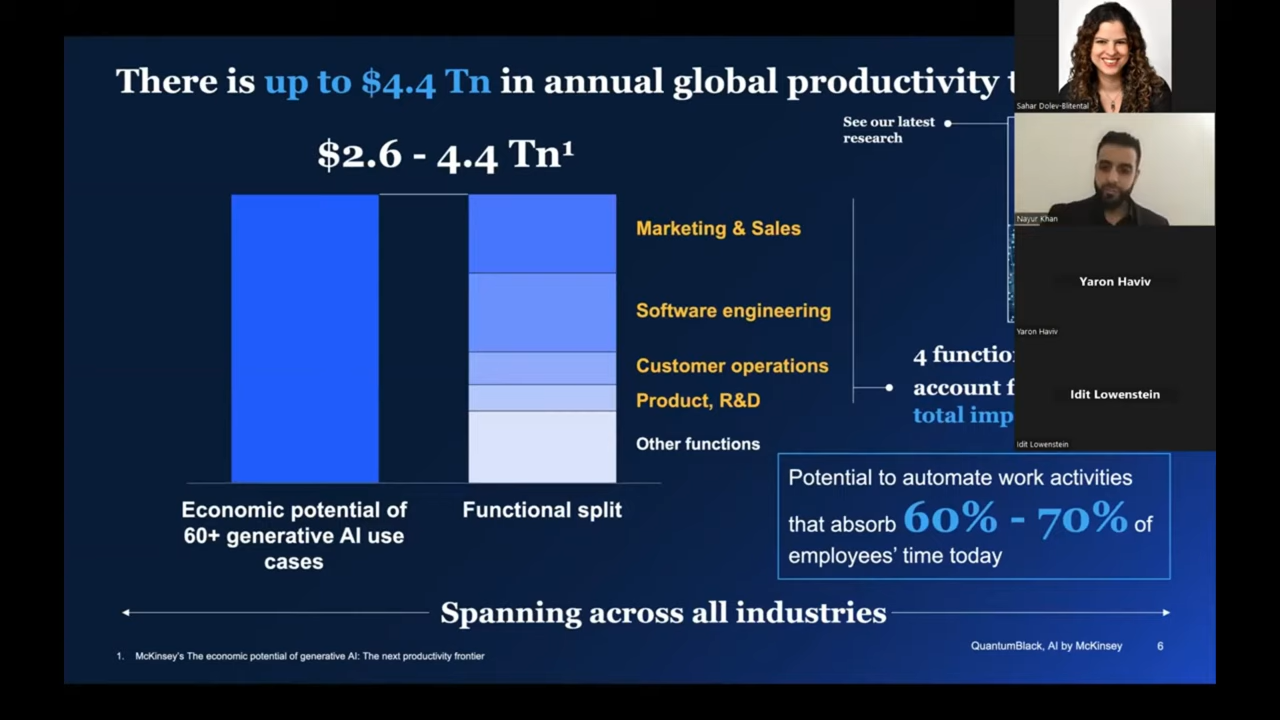 There is up to $4.4 Tn in annual global productivity
$2.6 - 4.4 Tn¹
See our latest
research
Marketing & Sales
Software engineering
Customer operations
Product, R&D
Other functions
4
account
total
Economic potential of
60+ generative AI use
cases
Functional split
Potential to automate work activities
that absorb 60% - 70% of
employees’ time today
Spanning across all industries
1. McKinsey's The economic potential of generative AI: The next productivity frontier
QuantumBlack, AI by McKinsey 6
Sahar Dolev-Blitental
Nayur Khan
Yaron Haviv
Yaron Haviv
Idit Lowenstein
Idit Lowenstein